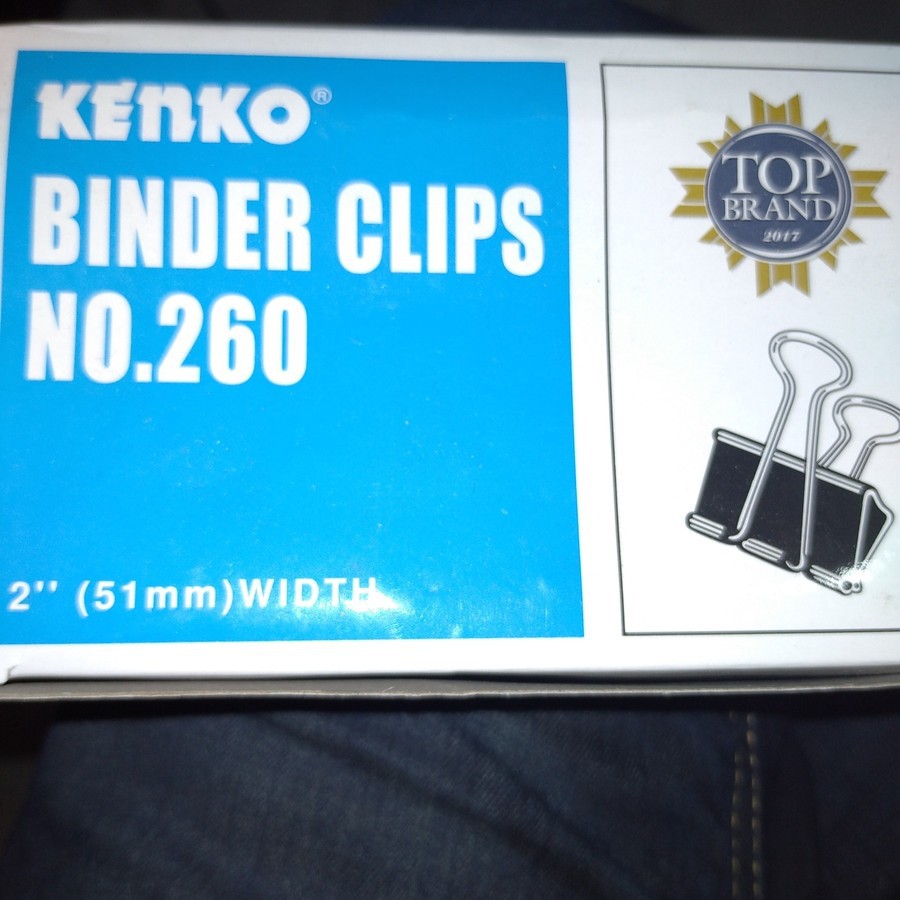 KENKO®
BINDER CLIPS
NO.260
2'' (51mm)WIDTH
TOP
BRAND
2017